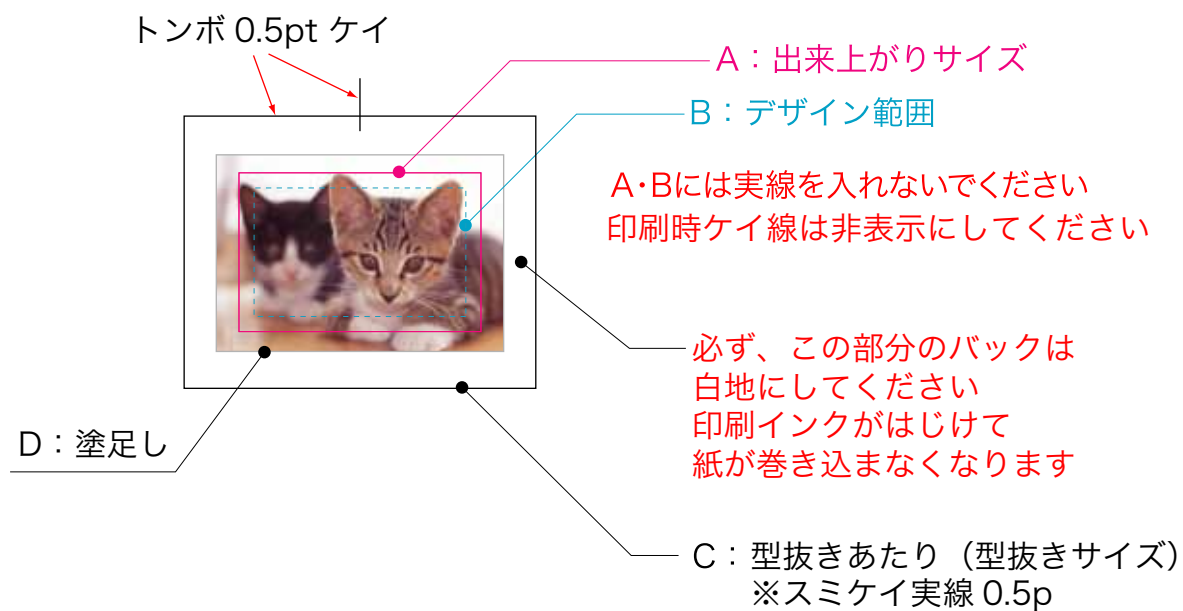 トンボ 0.5pt ケイ
A：出来上がりサイズ
B：デザイン範囲
A・Bには実線を入れないでください
印刷時ケイ線は非表示にしてください
必ず、この部分のバックは
白地にしてください
印刷インクがはじけて
紙が巻き込まなくなります
D：塗足し
C：型抜きあたり（型抜きサイズ）
※スミケイ実線 0.5p